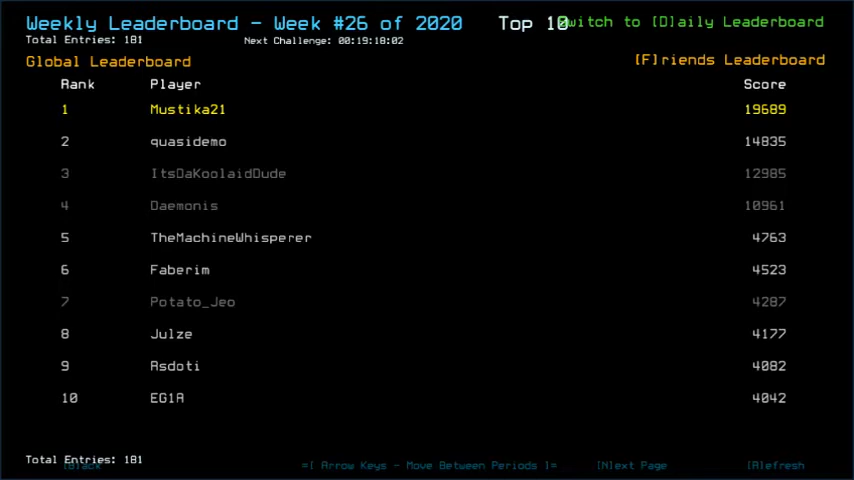 Weekly Leaderboard - Week #26 of 2020 Top 10 witch to [D]aily Leaderboard
Total Entries: 181 Next Challenge: 00:19:18:02
Global Leaderboard [F]riends Leaderboard
Rank Player Score
1 Mustika21 19689
2 quasidemo 14835
3 ItsDaKoolaidDude 12985
4 Daemonis 10961
5 TheMachineWhisperer 4763
6 Faberim 4523
7 Potato_Jeo 4287
8 Julze 4177
9 Asdoti 4082
10 EG1A 4042
Total Entries: 181
[B]ack =[ Arrow Keys - Move Between Periods ]= [N]ext Page [R]efresh